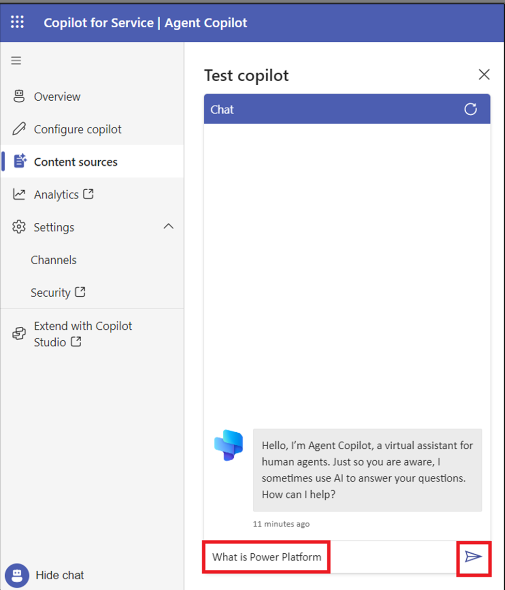 Copilot for Service | Agent Copilot
Overview
Configure copilot
Content sources
Analytics
Settings
Channels
Security
Extend with Copilot
Studio
Hide chat
Test copilot
Chat
Hello, I'm Agent Copilot, a virtual assistant for
human agents. Just so you are aware, I
sometimes use AI to answer your questions.
How can I help?
11 minutes ago
What is Power Platform